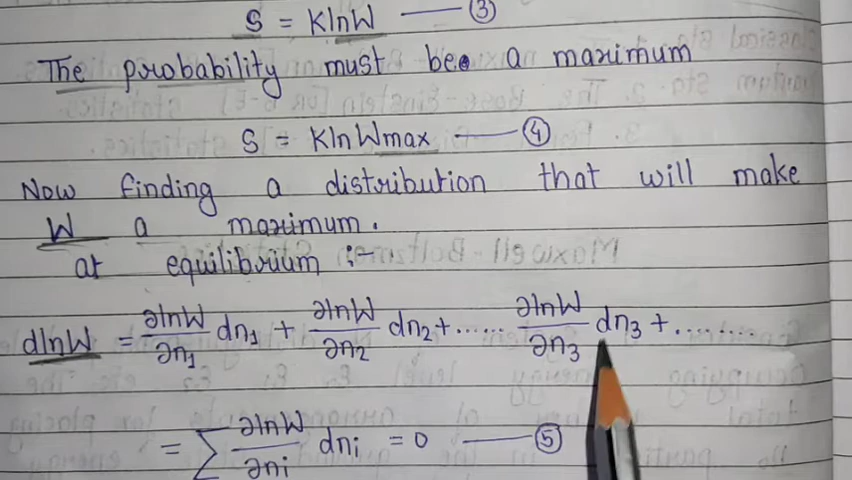 S = KlnW ③
The probability must be a maximum
S = KlnWmax ④
Now finding a distribution that will make
W a maximum.
at equilibrium :-
dlnW = ∂lnW/∂n₁ dn₁ + ∂lnW/∂n₂ dn₂ + ...... ∂lnW/∂n₃ dn₃ + ........
= ∑ ∂lnW/∂nᵢ dnᵢ = 0 ⑤